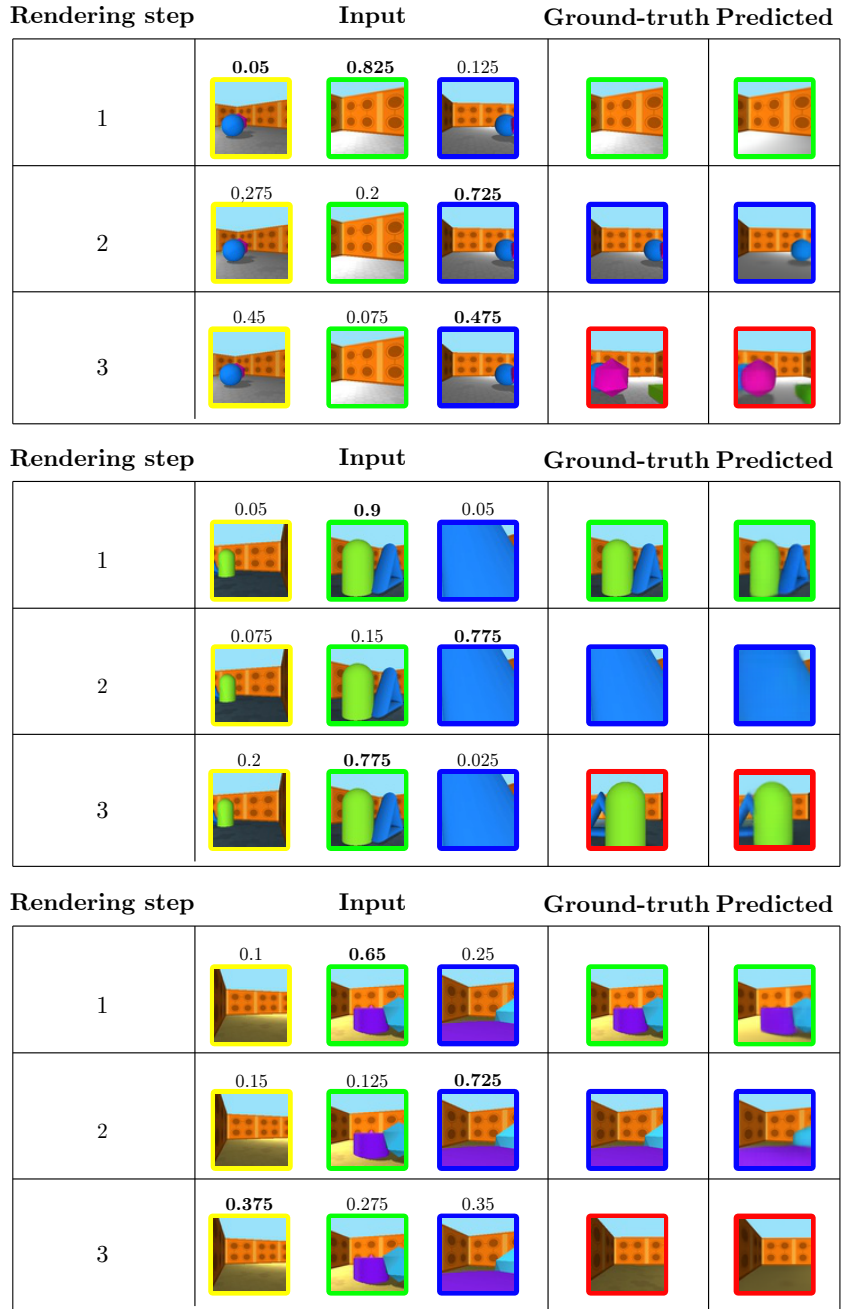 Rendering step Input Ground-truth Predicted
0.05 0.825 0.125
1
0,275 0.2 0.725
2
0.45 0.075 0.475
3
Rendering step Input Ground-truth Predicted
0.05 0.9 0.05
1
0.075 0.15 0.775
2
0.2 0.775 0.025
3
Rendering step Input Ground-truth Predicted
0.1 0.65 0.25
1
0.15 0.125 0.725
2
0.375 0.275 0.35
3